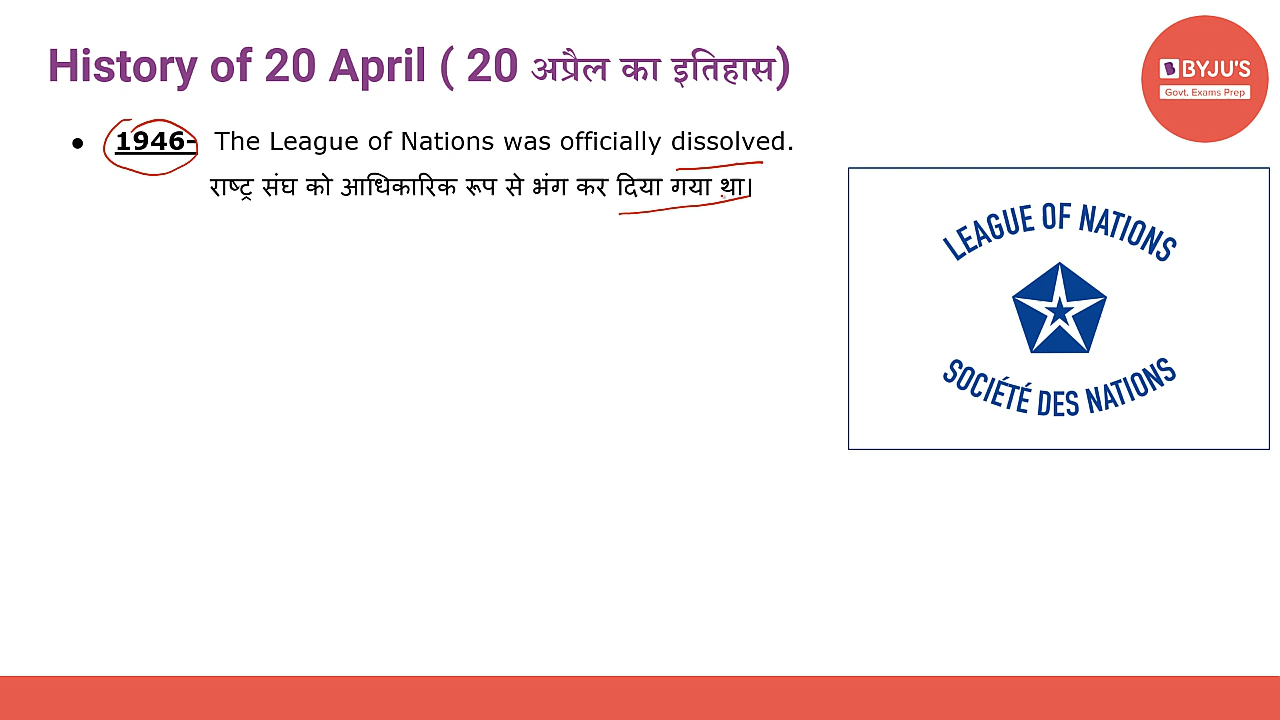 History of 20 April ( 20 अप्रैल का इतिहास)
BYJU'S
Govt. Exams Prep
● 1946- The League of Nations was officially dissolved.
राष्ट्र संघ को आधिकारिक रूप से भंग कर दिया गया था।
LEAGUE OF NATIONS
SOCIÉTÉ DES NATIONS